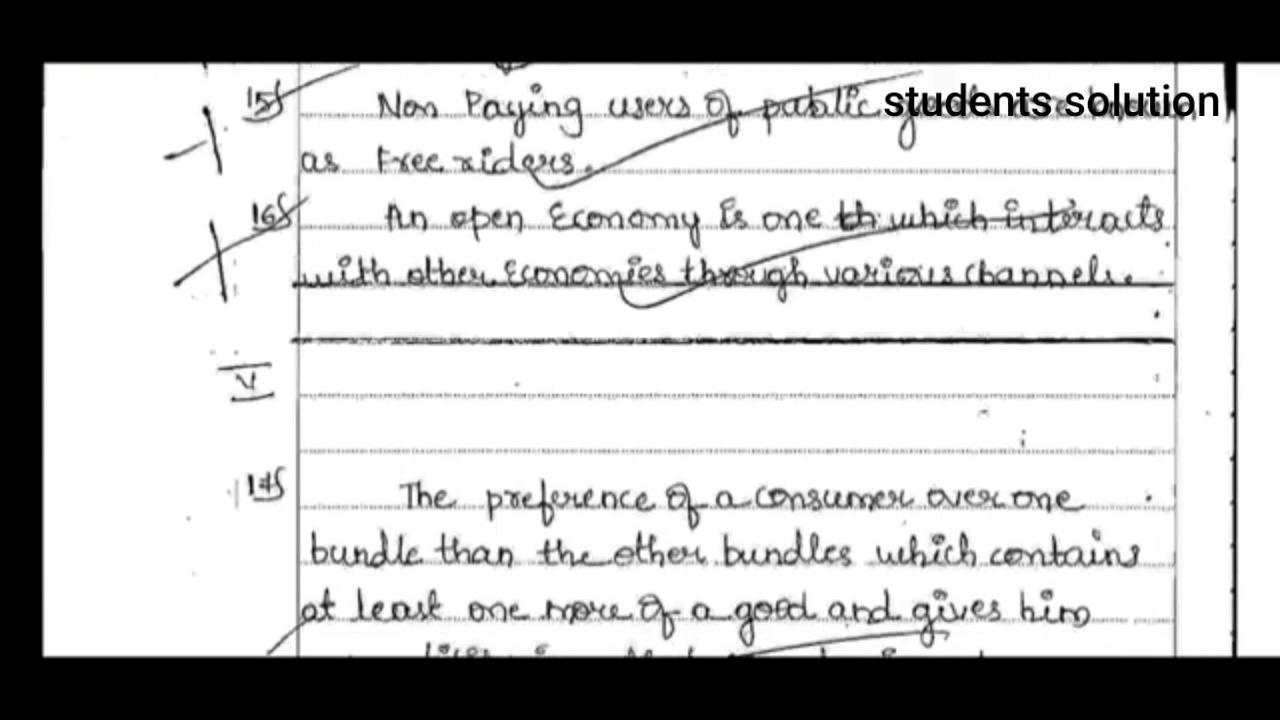 students solution
15)
Non Paying users of public
as Free riders.
16)
An open Economy is one th which interacts
with other Economies through various channels.
V
17)
The preference of a consumer over one
bundle than the other bundles which contains
at least one more of a good and gives him